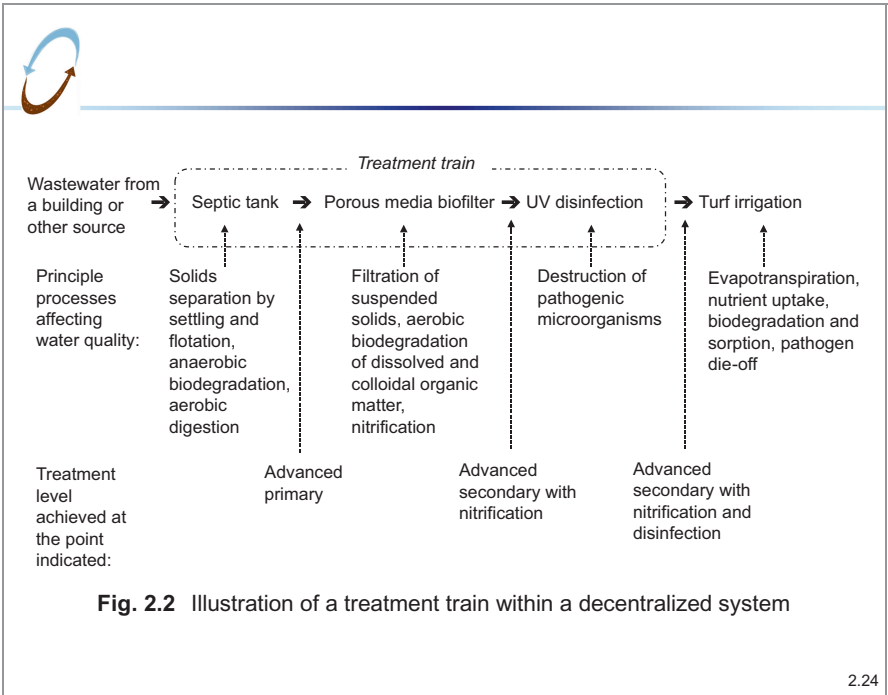 Treatment train
Wastewater from
a building or
other source
➔ Septic tank ➔ Porous media biofilter ➔ UV disinfection ➔ Turf irrigation
Principle
processes
affecting
water quality:
Solids
separation by
settling and
flotation,
anaerobic
biodegradation,
aerobic
digestion
Filtration of
suspended
solids, aerobic
biodegradation
of dissolved and
colloidal organic
matter,
nitrification
Destruction of
pathogenic
microorganisms
Evapotranspiration,
nutrient uptake,
biodegradation and
sorption, pathogen
die-off
Treatment
level
achieved at
the point
indicated:
Advanced
primary
Advanced
secondary with
nitrification
Advanced
secondary with
nitrification and
disinfection
Fig. 2.2 Illustration of a treatment train within a decentralized system
2.24